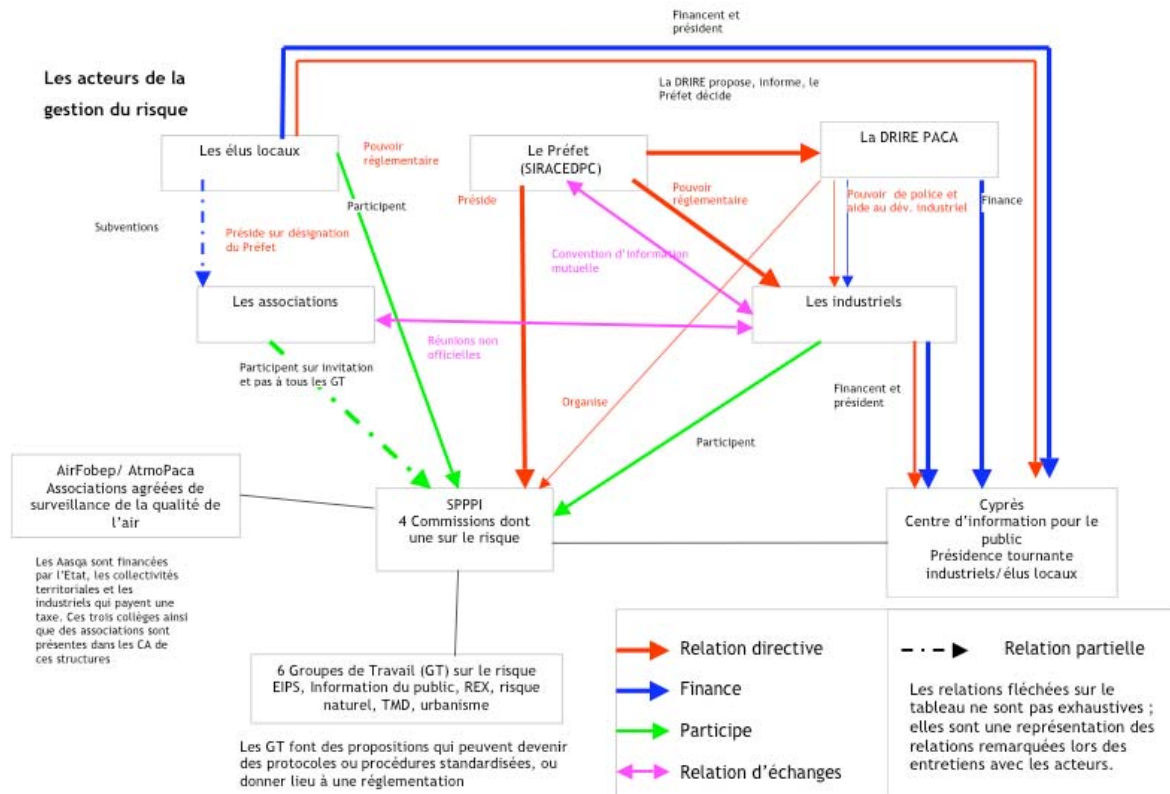 Financent et
président
Les acteurs de la
gestion du risque
La DRIRE propose, informe, le
Préfet décide
Les élus locaux
Pouvoir
réglementaire
Le Préfet
(SIRACEDPC)
La DRIRE PACA
Participent
Préside
Pouvoir
réglementaire
Pouvoir de police et
aide au dév. industriel
Finance
Subventions
Préside sur désignation
du Préfet
Convention d'information
mutuelle
Les associations
Les industriels
Réunions non
officielles
Participent sur invitation
et pas à tous les GT
Financent et
président
Organise
Participent
AirFobep/ AtmoPaca
Associations agréées de
surveillance de la qualité de
l'air
SPPPI
4 Commissions dont
une sur le risque
Cyprès
Centre d'information pour le
public
Présidence tournante
industriels/élus locaux
Les Aasqa sont financées
par l'Etat, les collectivités
territoriales et les
industriels qui payent une
taxe. Ces trois collèges ainsi
que des associations sont
présentes dans les CA de
ces structures
6 Groupes de Travail (GT) sur le risque
EIPS, Information du public, REX, risque
naturel, TMD, urbanisme
Les GT font des propositions qui peuvent devenir
des protocoles ou procédures standardisées, ou
donner lieu à une réglementation
Relation directive
Finance
Participe
Relation d'échanges
Relation partielle
Les relations fléchées sur le
tableau ne sont pas exhaustives ;
elles sont une représentation des
relations remarquées lors des
entretiens avec les acteurs.